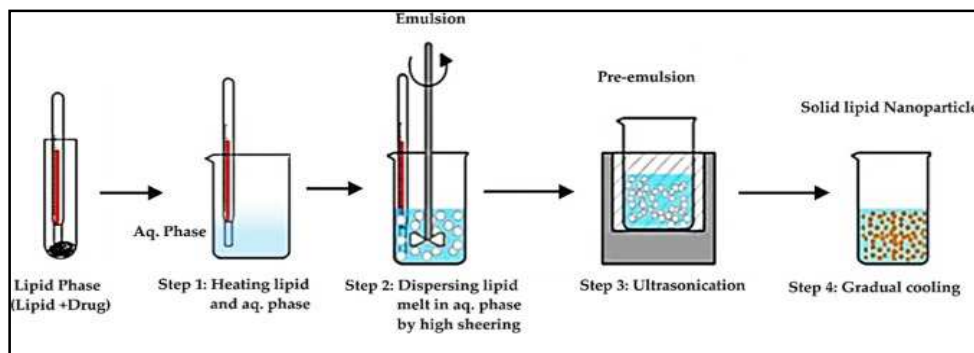 Emulsion
Pre-emulsion
Solid lipid Nanoparticle
Aq. Phase
Lipid Phase
(Lipid +Drug)
Step 1: Heating lipid
and aq. phase
Step 2: Dispersing lipid
melt in aq. phase
by high sheering
Step 3: Ultrasonication
Step 4: Gradual cooling